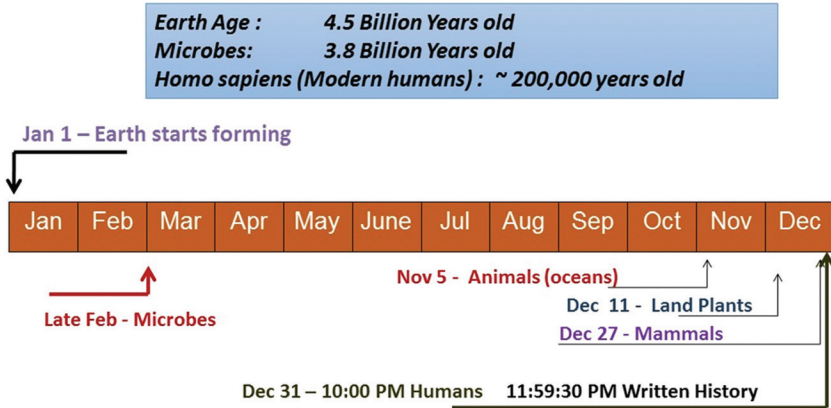 Earth Age : 4.5 Billion Years old
Microbes: 3.8 Billion Years old
Homo sapiens (Modern humans) : ~ 200,000 years old
Jan 1 – Earth starts forming
Jan Feb Mar Apr May June Jul Aug Sep Oct Nov Dec
Nov 5 - Animals (oceans)
Late Feb - Microbes
Dec 11 - Land Plants
Dec 27 - Mammals
Dec 31 – 10:00 PM Humans 11:59:30 PM Written History